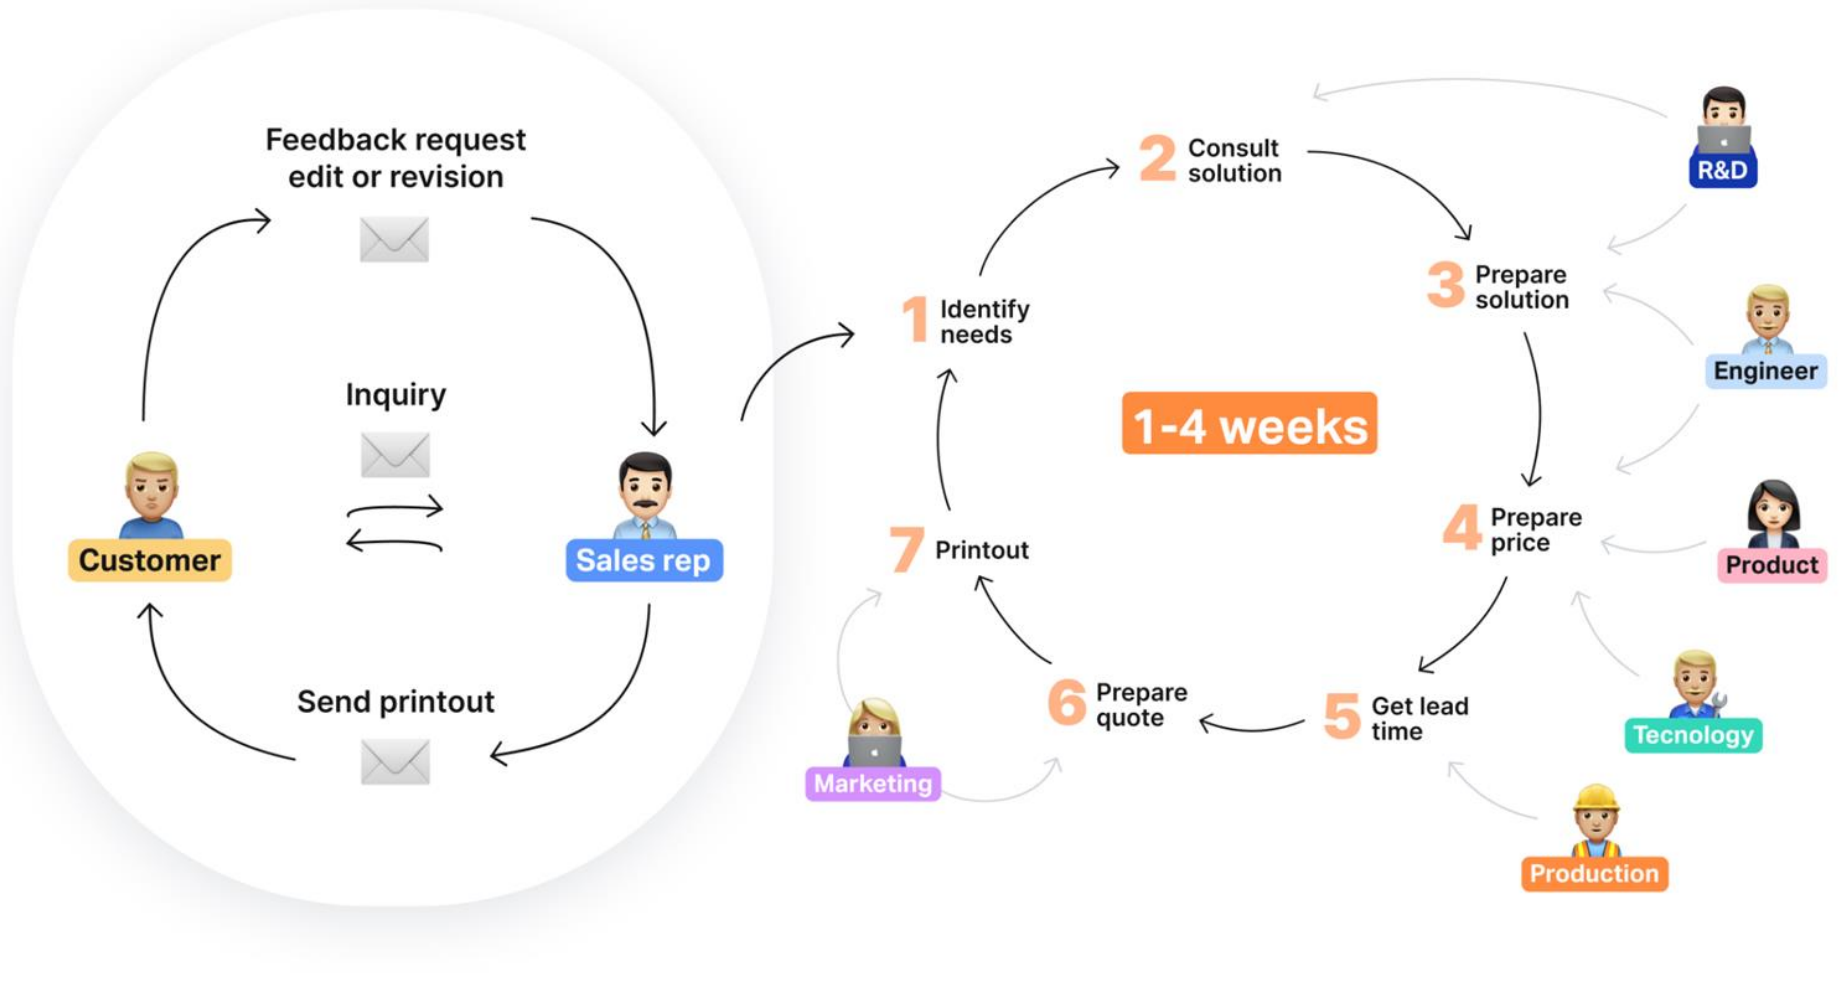 Feedback request
edit or revision
Inquiry
Customer
Sales rep
Send printout
1 Identify
needs
2 Consult
solution
3 Prepare
solution
4 Prepare
price
5 Get lead
time
6 Prepare
quote
7 Printout
1-4 weeks
R&D
Engineer
Product
Tecnology
Production
Marketing